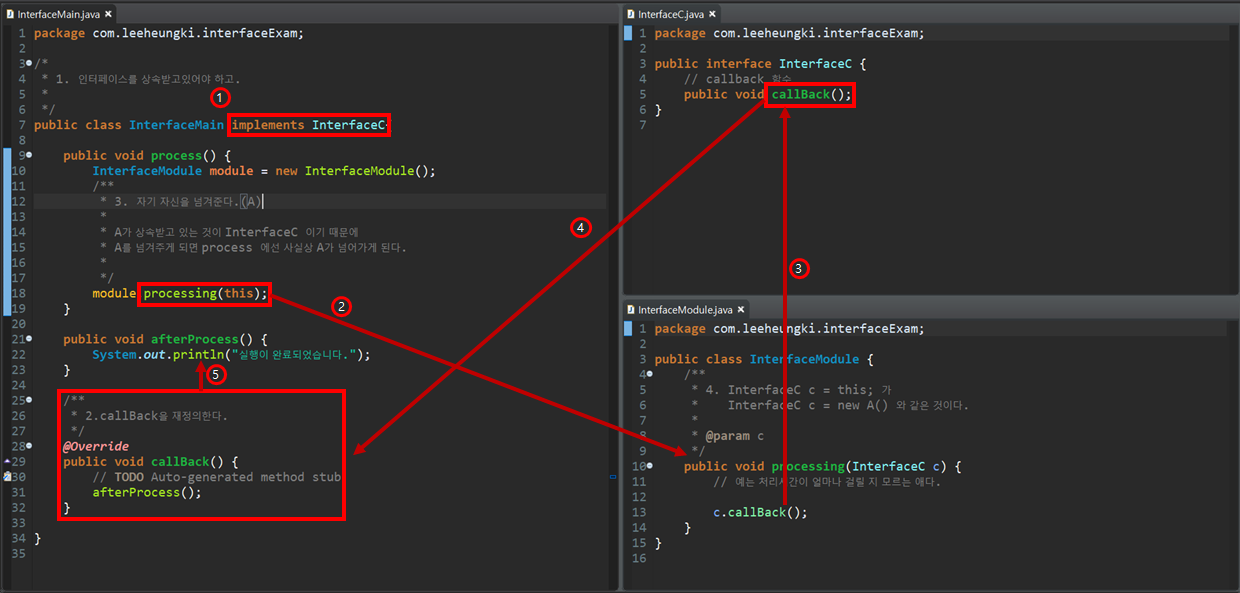 InterfaceMain.java
1 package com.leeheungki.interfaceExam;
2
3 /*
4 * 1. 인터페이스를 상속받고있어야 하고.
5 *
6 */
①
7 public class InterfaceMain implements InterfaceC
8
9 public void process() {
10 InterfaceModule module = new InterfaceModule();
11 /**
12 * 3. 자기 자신을 넘겨준다.(A)
13 *
14 * A가 상속받고 있는 것이 InterfaceC 이기 때문에
15 * A를 넘겨주게 되면 process 에선 사실상 A가 넘어가게 된다.
16 *
17 */
18 module processing(this);
②
19 }
20
21 public void afterProcess() {
22 System.out.println("실행이 완료되었습니다.");
23 }
⑤
24
25 /**
26 * 2.callBack을 재정의한다.
27 */
28 @Override
29 public void callBack() {
30 // TODO Auto-generated method stub
31 afterProcess();
32 }
33
34 }
35
④
InterfaceC.java
1 package com.leeheungki.interfaceExam;
2
3 public interface InterfaceC {
4 // callback 함수
5 public void callBack();
6 }
7
③
InterfaceModule.java
1 package com.leeheungki.interfaceExam;
2
3 public class InterfaceModule {
4 /**
5 * 4. InterfaceC c = this; 가
6 * InterfaceC c = new A() 와 같은 것이다.
7 *
8 * @param c
9 */
10 public void processing(InterfaceC c) {
11 // 예는 처리시간이 얼마나 걸릴 지 모르는 애다.
12
13 c.callBack();
14 }
15 }
16